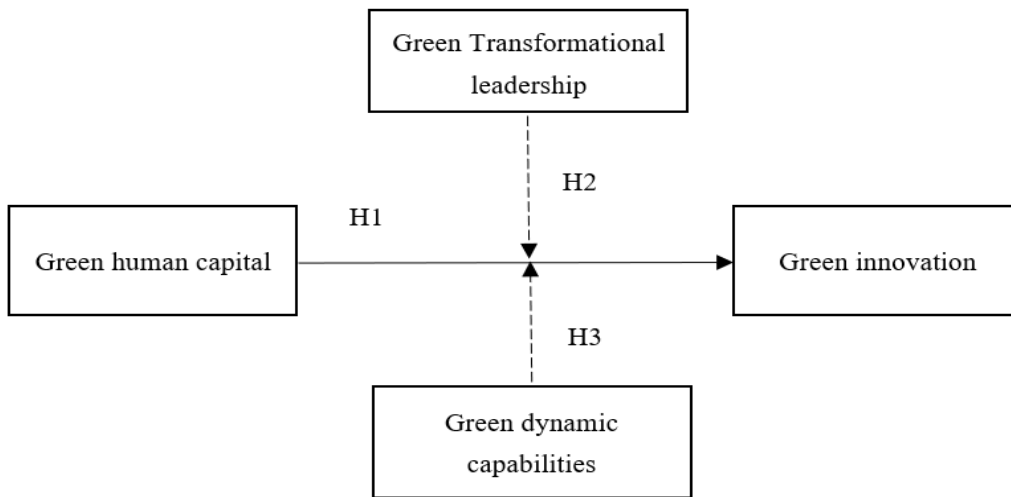 Green Transformational
leadership
H2
H1
Green human capital
Green innovation
H3
Green dynamic
capabilities